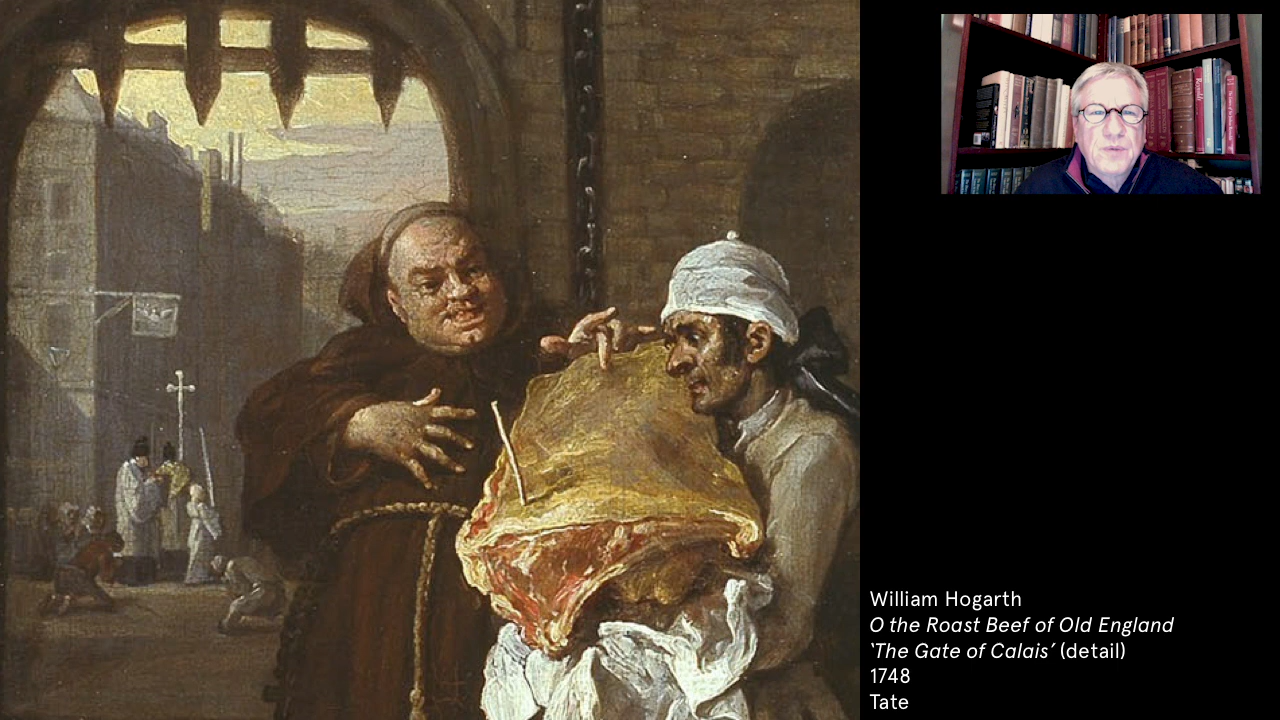 William Hogarth
O the Roast Beef of Old England
‘The Gate of Calais’ (detail)
1748
Tate